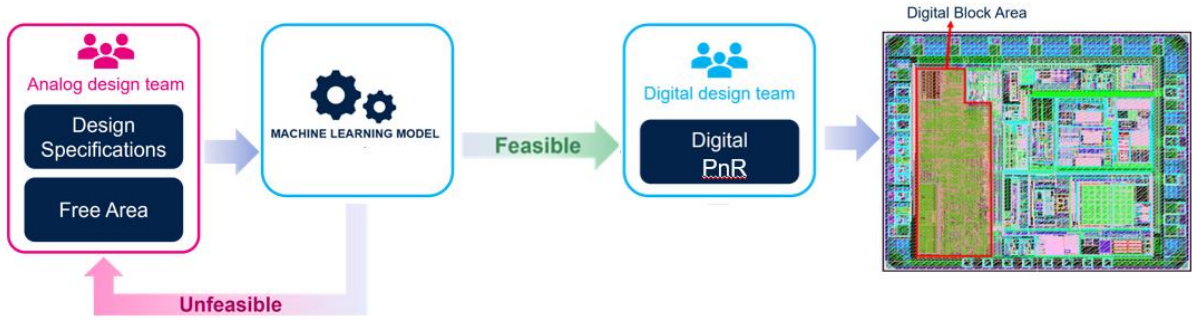 Digital Block Area
Analog design team
Design
Specifications
Free Area
MACHINE LEARNING MODEL
Feasible
Digital design team
Digital
PnR
Unfeasible